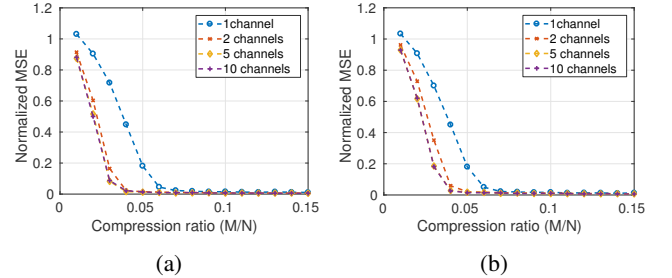 1.2
1
0.8
0.6
0.4
0.2
0
Normalized MSE
1channel
2 channels
5 channels
10 channels
0 0.05 0.1 0.15
Compression ratio (M/N)
(a)
1.2
1
0.8
0.6
0.4
0.2
0
Normalized MSE
1channel
2 channels
5 channels
10 channels
0 0.05 0.1 0.15
Compression ratio (M/N)
(b)